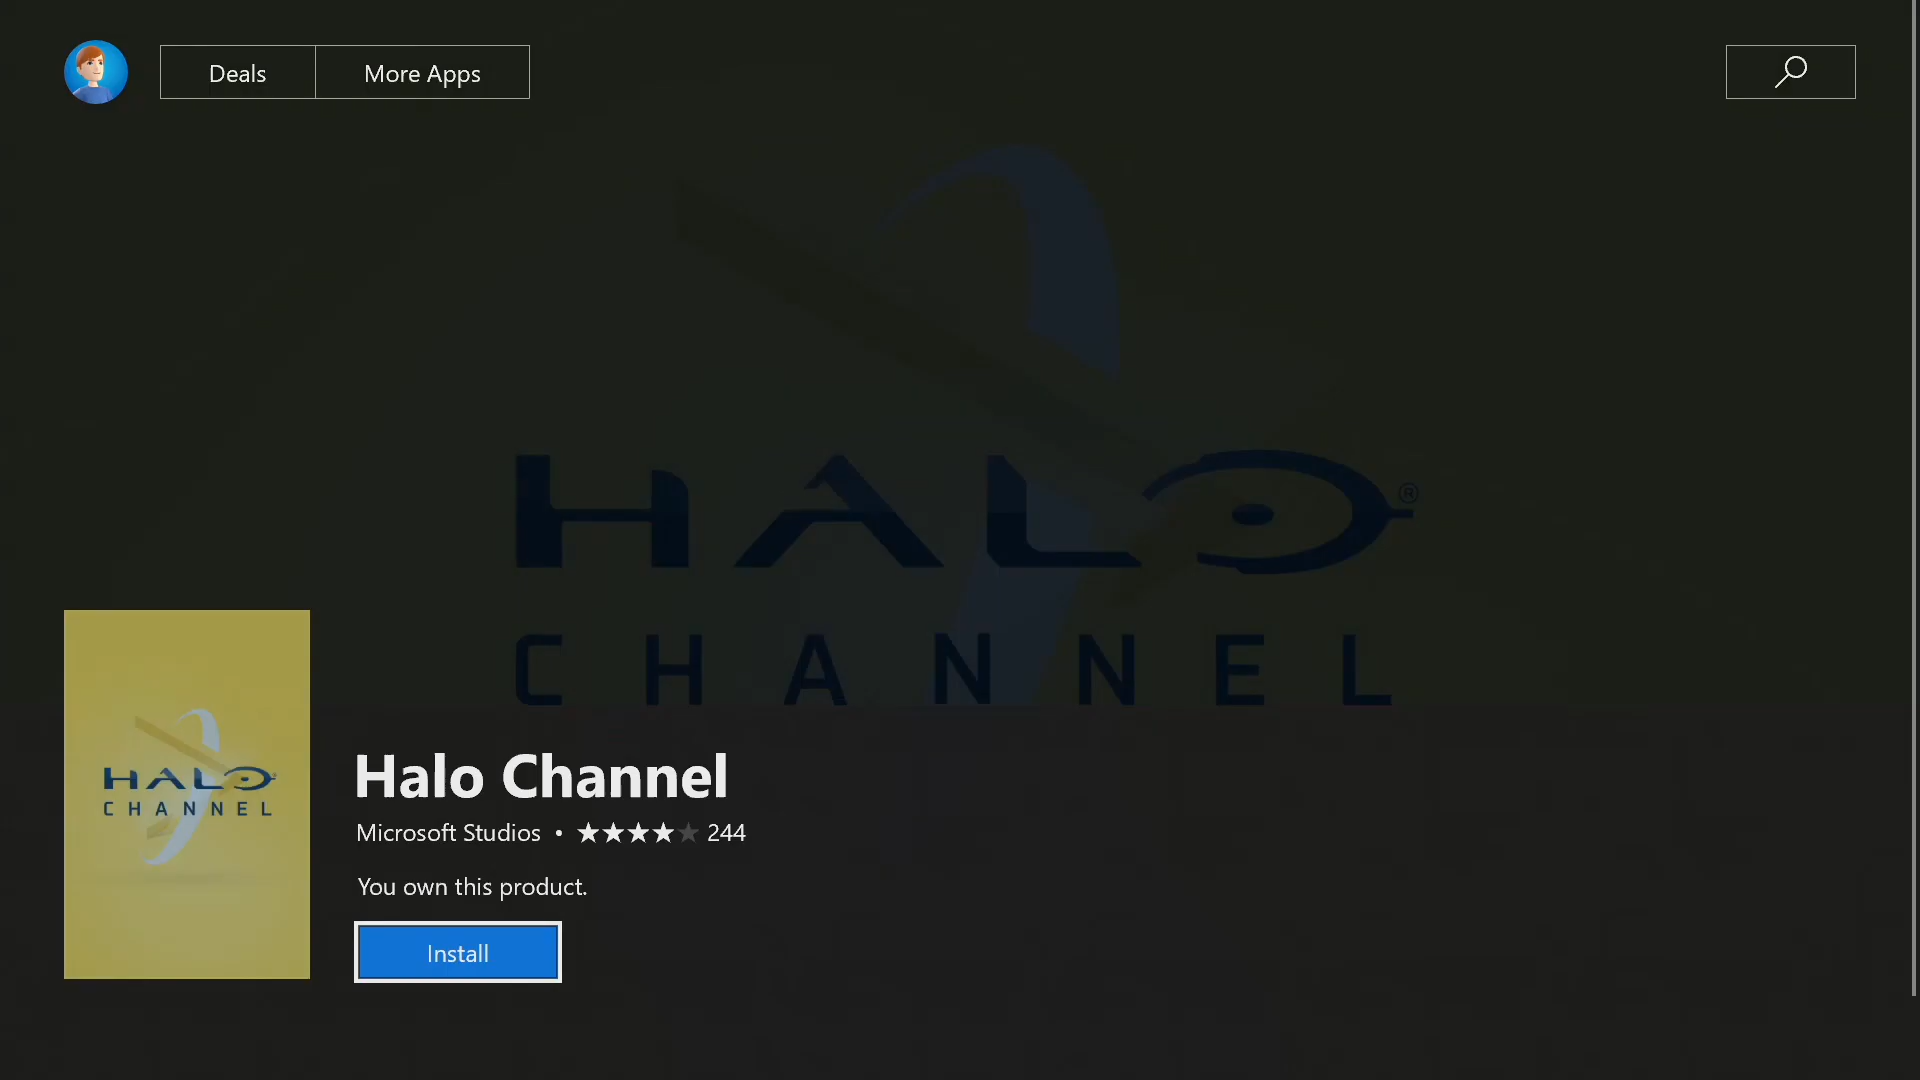 Deals
More Apps
HALO®
CHANNEL
HALO
CHANNEL
Halo Channel
Microsoft Studios • ★★★★★ 244
You own this product.
Install